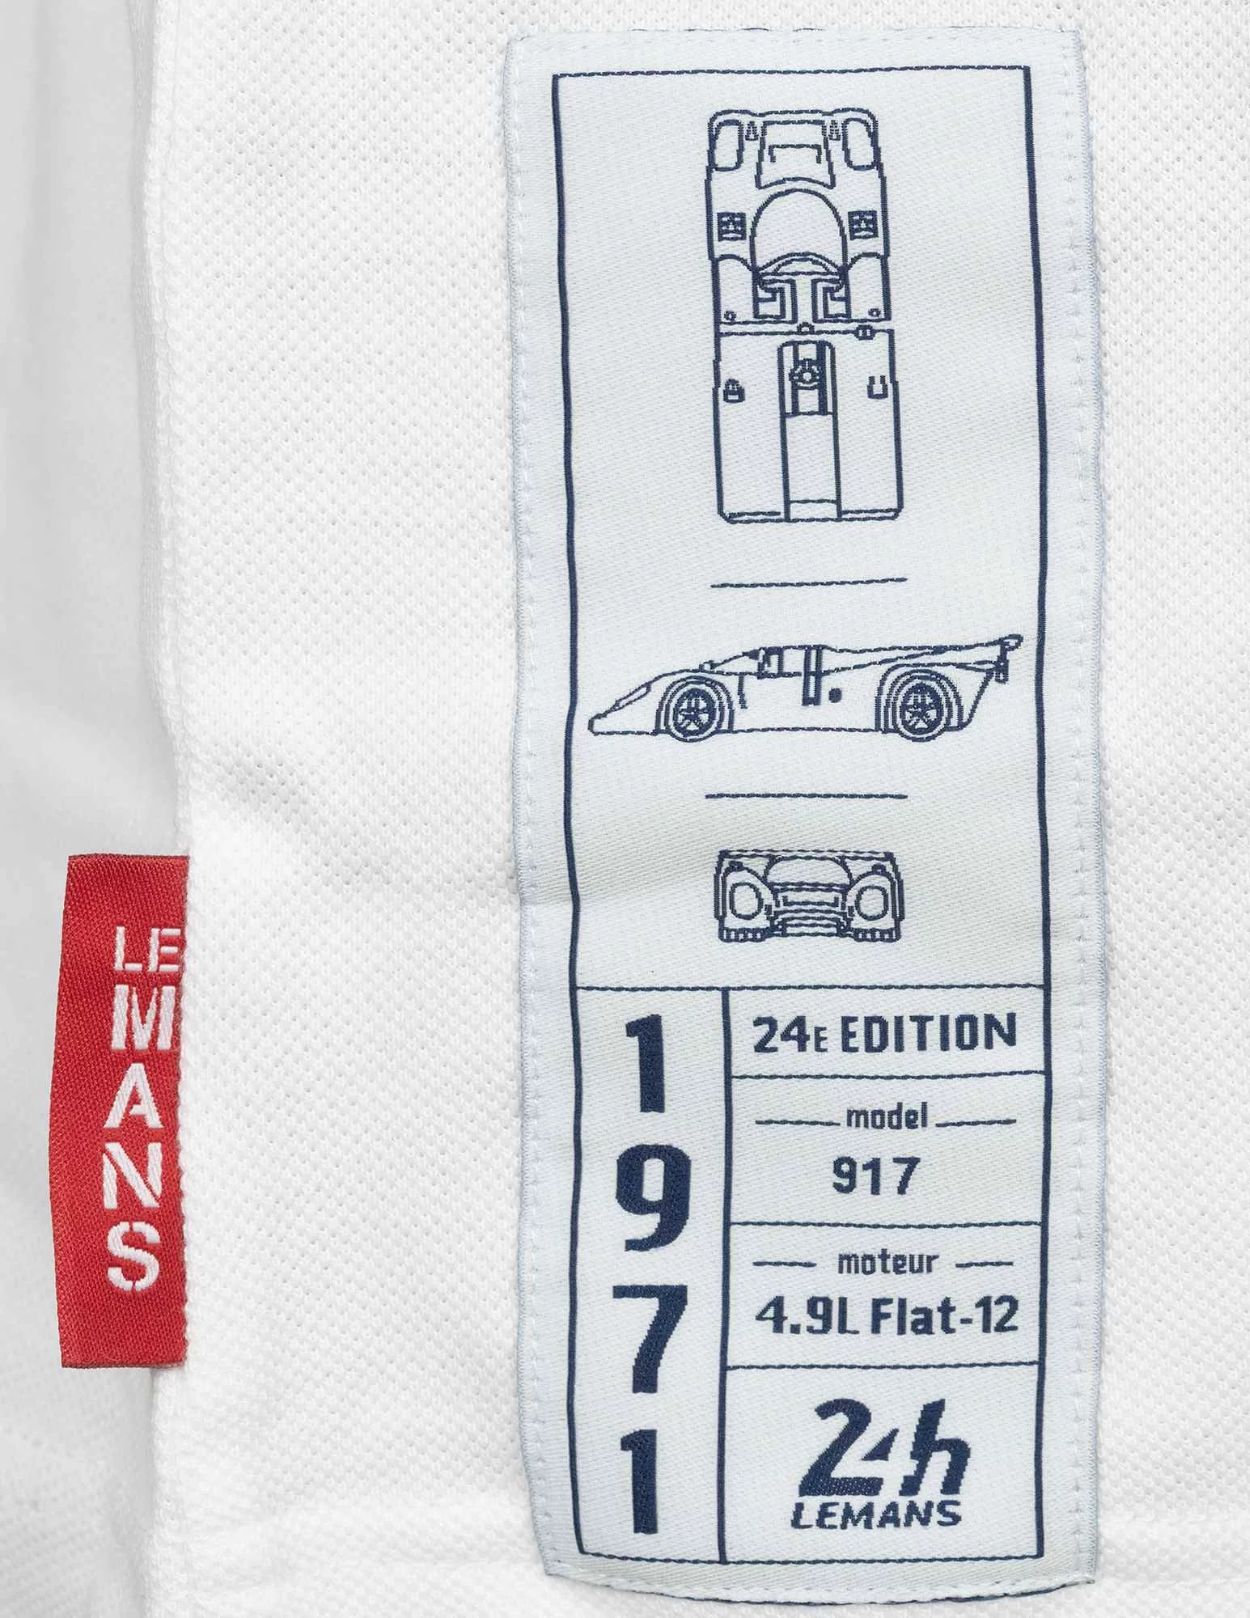 LE
MANS
1971
24E EDITION
model
917
moteur
4.9L Flat-12
24h
LEMANS